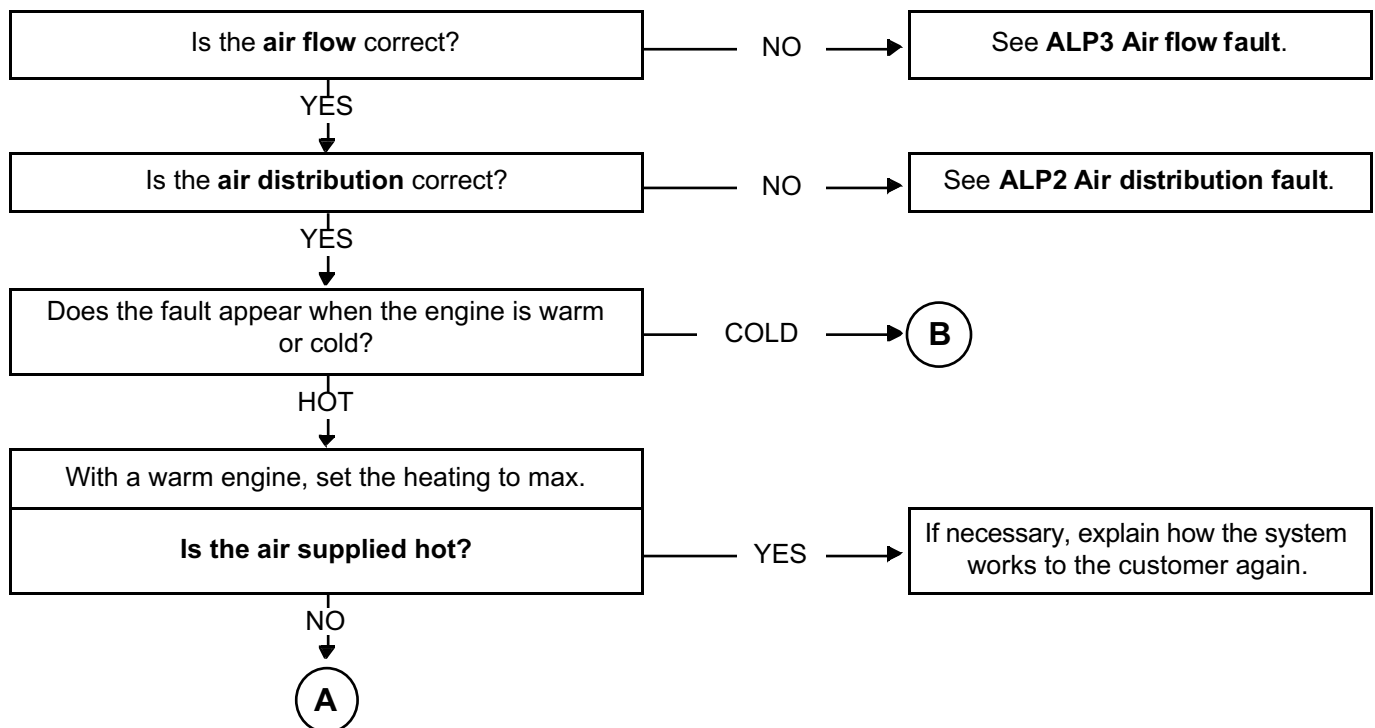 Is the air flow correct?
NO
See ALP3 Air flow fault.
YES
Is the air distribution correct?
NO
See ALP2 Air distribution fault.
YES
Does the fault appear when the engine is warm
or cold?
COLD
B
HOT
With a warm engine, set the heating to max.
Is the air supplied hot?
YES
If necessary, explain how the system
works to the customer again.
NO
A